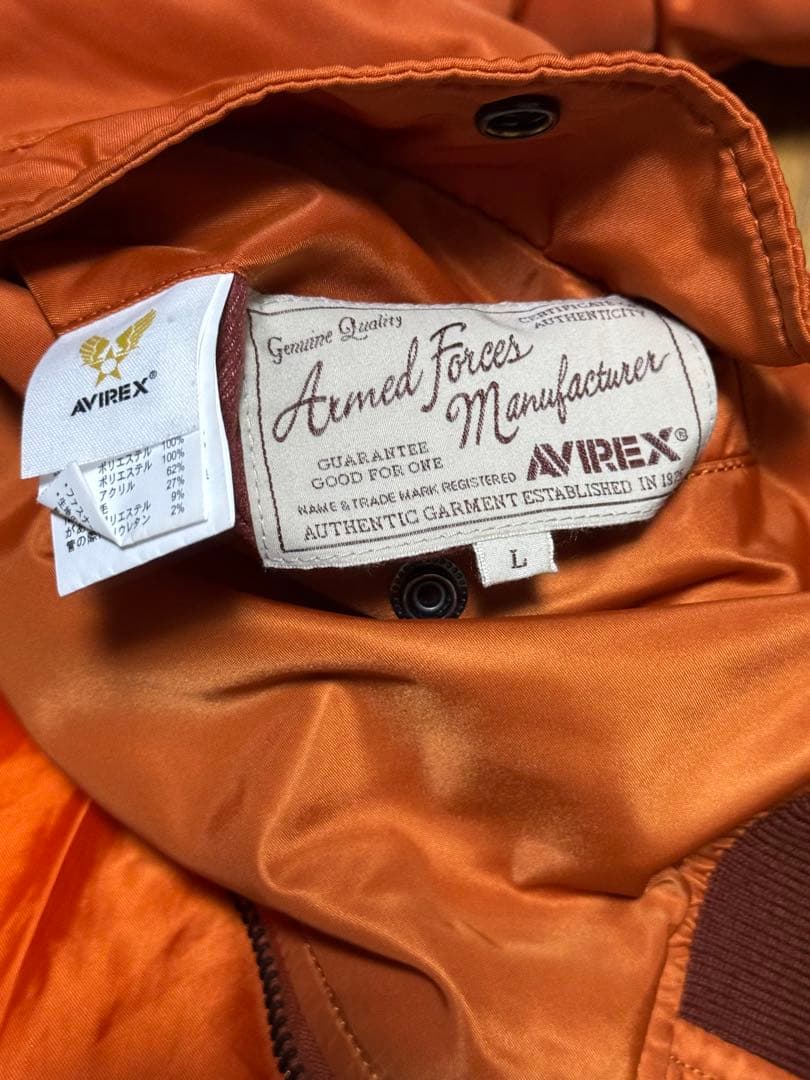 AVIREX®
100%
ポリエステル 100%
ポリエステル 62%
アクリル 27%
毛 9%
ポリエステル 2%
Genuine Quality
CERTIFICATE
AUTHENTICITY
Armed Forces
Manufacturer
GUARANTEE
GOOD FOR ONE
AVIREX®
NAME & TRADE MARK REGISTERED
AUTHENTIC GARMENT ESTABLISHED IN
L